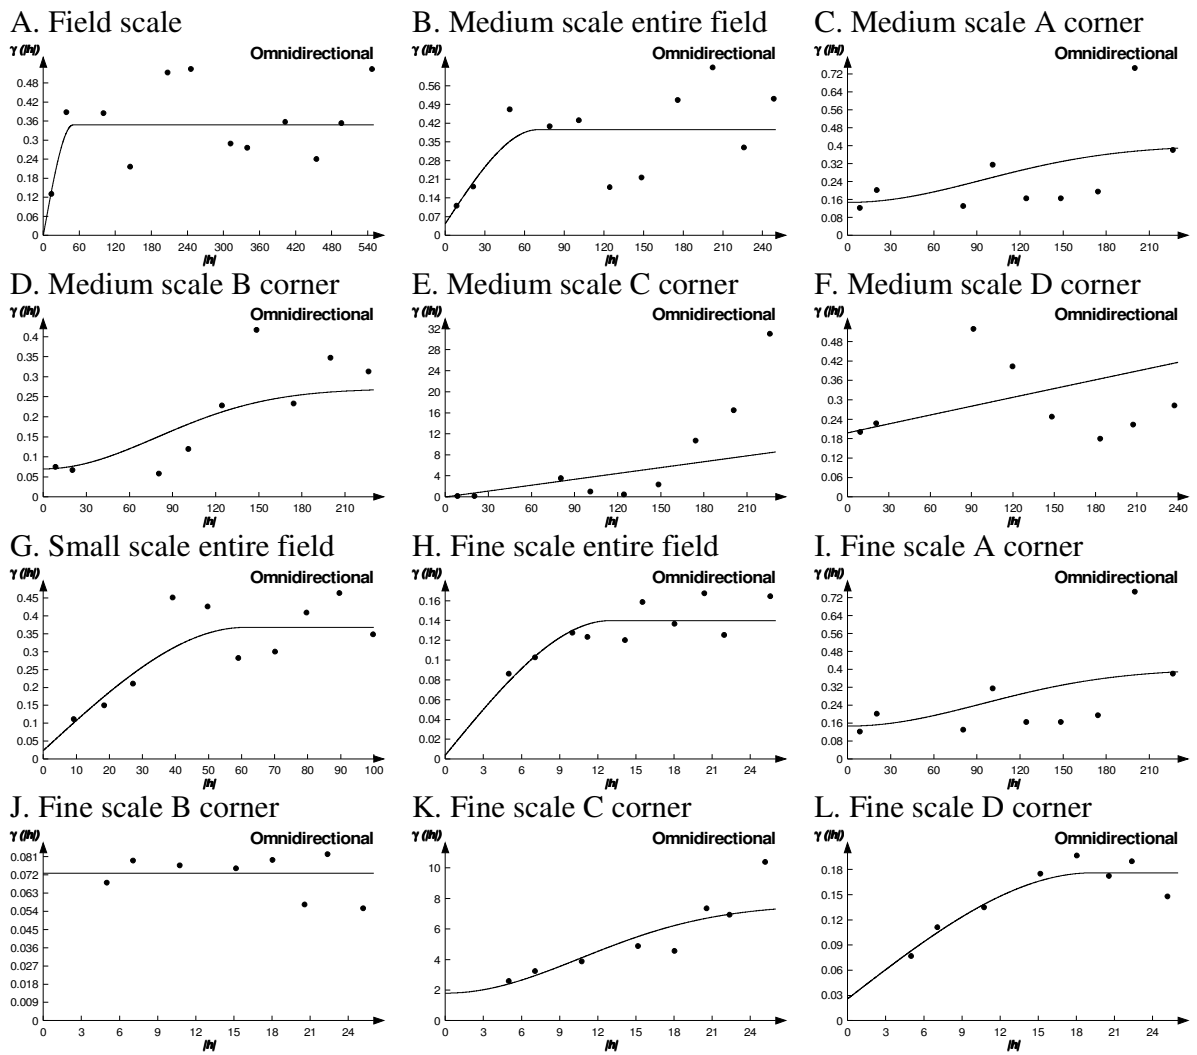 A. Field scale
γ (|h|)
Omnidirectional
0.48
0.42
0.36
0.3
0.24
0.18
0.12
0.06
0
0 60 120 180 240 300 360 420 480 540
|h|
B. Medium scale entire field
γ (|h|)
Omnidirectional
0.56
0.49
0.42
0.35
0.28
0.21
0.14
0.07
0
0 30 60 90 120 150 180 210 240
|h|
C. Medium scale A corner
γ (|h|)
Omnidirectional
0.72
0.64
0.56
0.48
0.4
0.32
0.24
0.16
0.08
0
0 30 60 90 120 150 180 210
|h|
D. Medium scale B corner
γ (|h|)
Omnidirectional
0.4
0.35
0.3
0.25
0.2
0.15
0.1
0.05
0
0 30 60 90 120 150 180 210
|h|
E. Medium scale C corner
γ (|h|)
Omnidirectional
32
28
24
20
16
12
8
4
0
0 30 60 90 120 150 180 210
|h|
F. Medium scale D corner
γ (|h|)
Omnidirectional
0.48
0.42
0.36
0.3
0.24
0.18
0.12
0.06
0
0 30 60 90 120 150 180 210 240
|h|
G. Small scale entire field
γ (|h|)
Omnidirectional
0.45
0.4
0.35
0.3
0.25
0.2
0.15
0.1
0.05
0
0 10 20 30 40 50 60 70 80 90 100
|h|
H. Fine scale entire field
γ (|h|)
Omnidirectional
0.16
0.14
0.12
0.1
0.08
0.06
0.04
0.02
0
0 3 6 9 12 15 18 21 24
|h|
I. Fine scale A corner
γ (|h|)
Omnidirectional
0.72
0.64
0.56
0.48
0.4
0.32
0.24
0.16
0.08
0
0 30 60 90 120 150 180 210
|h|
J. Fine scale B corner
γ (|h|)
Omnidirectional
0.081
0.072
0.063
0.054
0.045
0.036
0.027
0.018
0.009
0
0 3 6 9 12 15 18 21 24
|h|
K. Fine scale C corner
γ (|h|)
Omnidirectional
10
8
6
4
2
0
0 3 6 9 12 15 18 21 24
|h|
L. Fine scale D corner
γ (|h|)
Omnidirectional
0.18
0.15
0.12
0.09
0.06
0.03
0
0 3 6 9 12 15 18 21 24
|h|